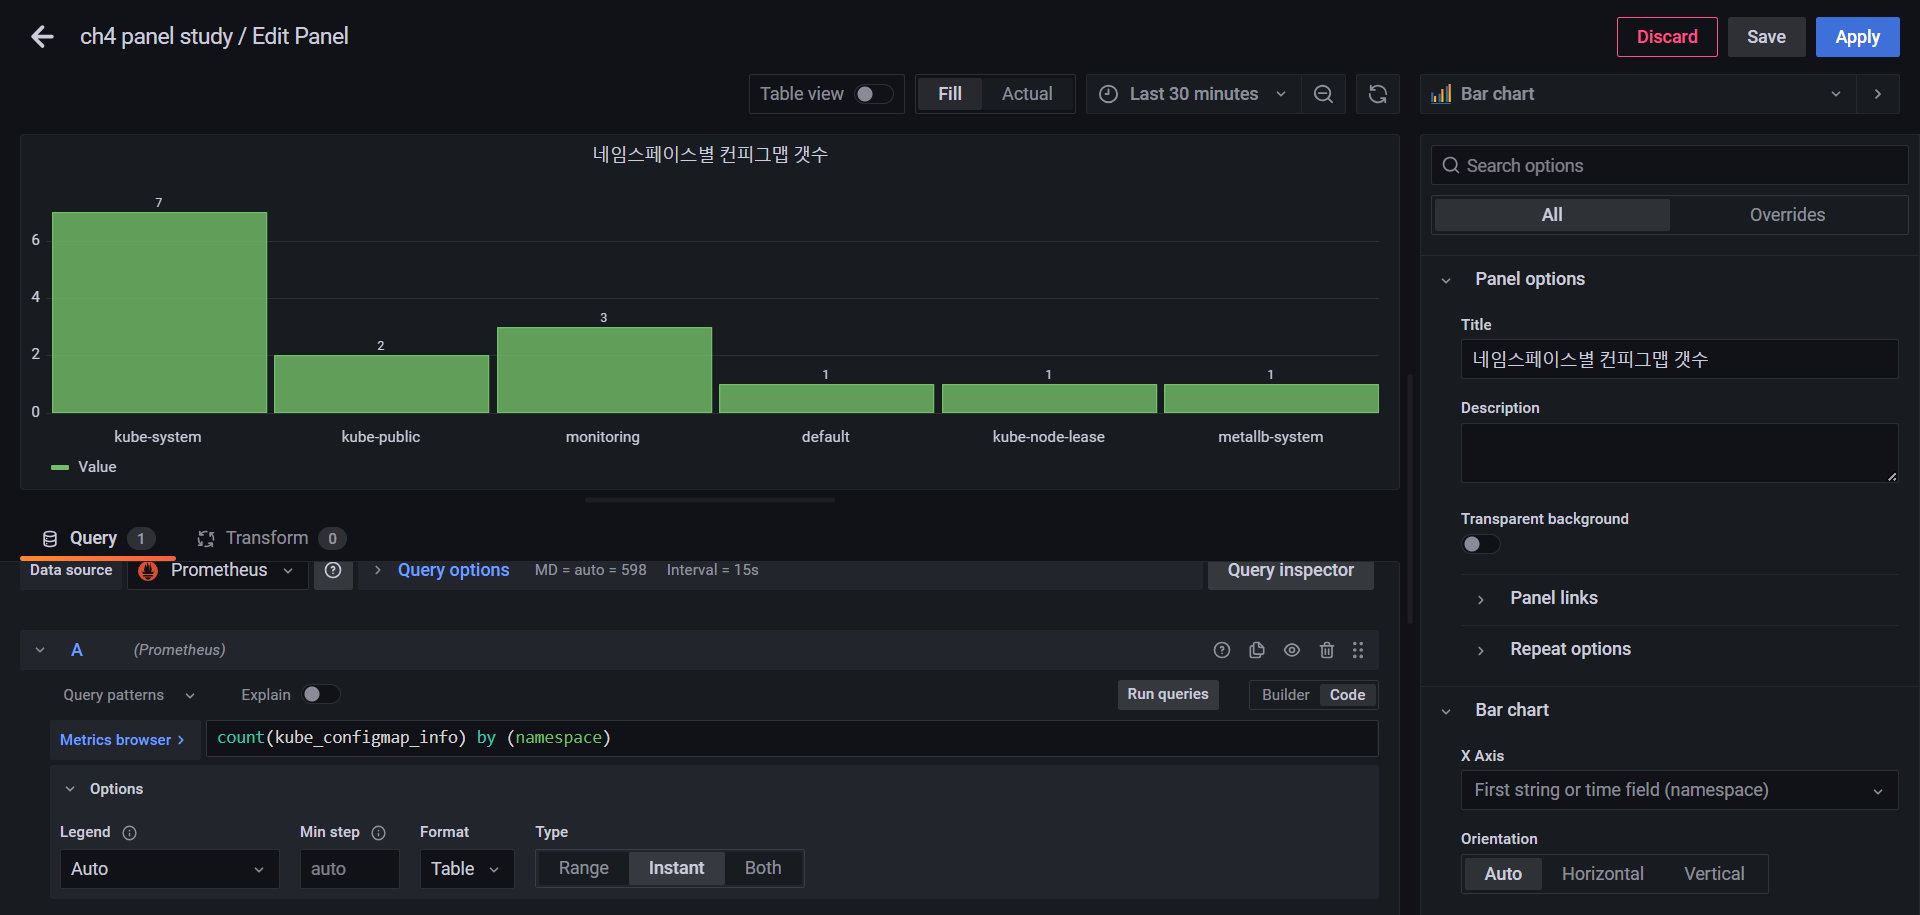 ch4 panel study / Edit Panel
Discard
Save
Apply
Table view
Fill
Actual
Last 30 minutes
Bar chart
네임스페이스별 컨피그맵 갯수
7
2
3
1
1
1
6
4
2
0
kube-system
kube-public
monitoring
default
kube-node-lease
metallb-system
Value
Query 1
Transform 0
Data source
Prometheus
Query options
MD = auto = 598
Interval = 15s
Query inspector
A
(Prometheus)
Query patterns
Explain
Run queries
Builder
Code
Metrics browser >
count(kube_configmap_info) by (namespace)
Options
Legend
Min step
Format
Type
Auto
auto
Table
Range
Instant
Both
Search options
All
Overrides
Panel options
Title
네임스페이스별 컨피그맵 갯수
Description
Transparent background
Panel links
Repeat options
Bar chart
X Axis
First string or time field (namespace)
Orientation
Auto
Horizontal
Vertical